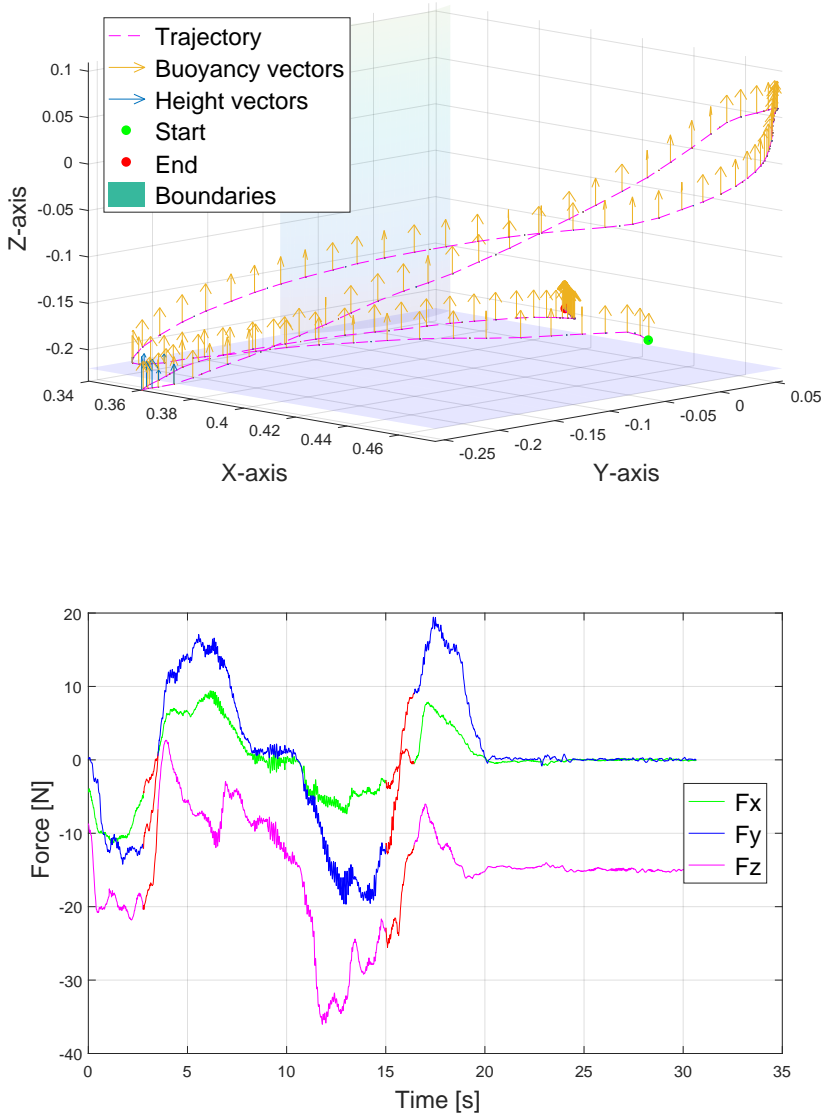 Trajectory
Buoyancy vectors
Height vectors
Start
End
Boundaries
0.1
0.05
0
-0.05
-0.1
-0.15
-0.2
Z-axis
0.34
0.36
0.38
0.4
0.42
0.44
0.46
X-axis
-0.25
-0.2
-0.15
-0.1
-0.05
0
0.05
Y-axis
20
10
0
-10
-20
-30
-40
Force [N]
Fx
Fy
Fz
0 5 10 15 20 25 30 35
Time [s]